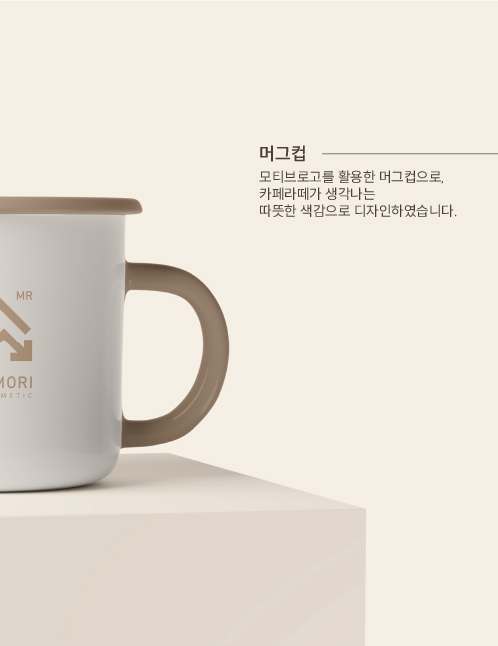 머그컵
모티브로고를 활용한 머그컵으로,
카페라떼가 생각나는
따뜻한 색감으로 디자인하였습니다.
MR
MORI
METIC